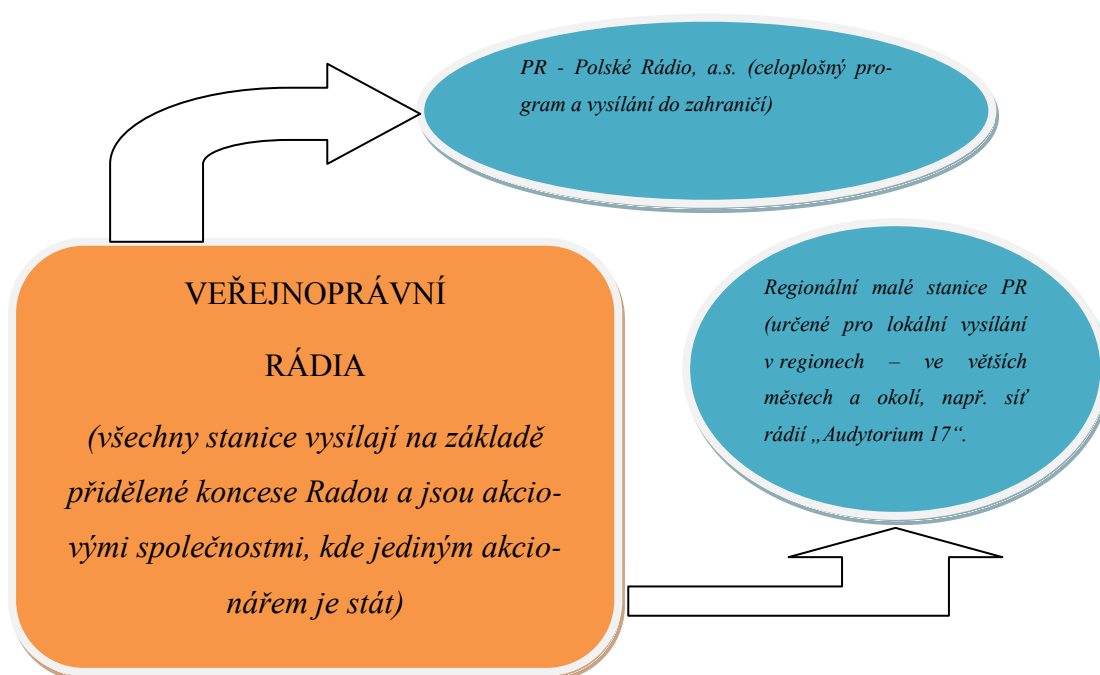 PR - Polské Rádio, a.s. (celoplošný pro-
gram a vysílání do zahraničí)
VEŘEJNOPRÁVNÍ
RÁDIA
(všechny stanice vysílají na základě
přidělené koncese Radou a jsou akcio-
vými společnostmi, kde jediným akcio-
nářem je stát)
Regionální malé stanice PR
(určené pro lokální vysílání
v regionech – ve větších
městech a okolí, např. síť
rádií „Audytorium 17“.